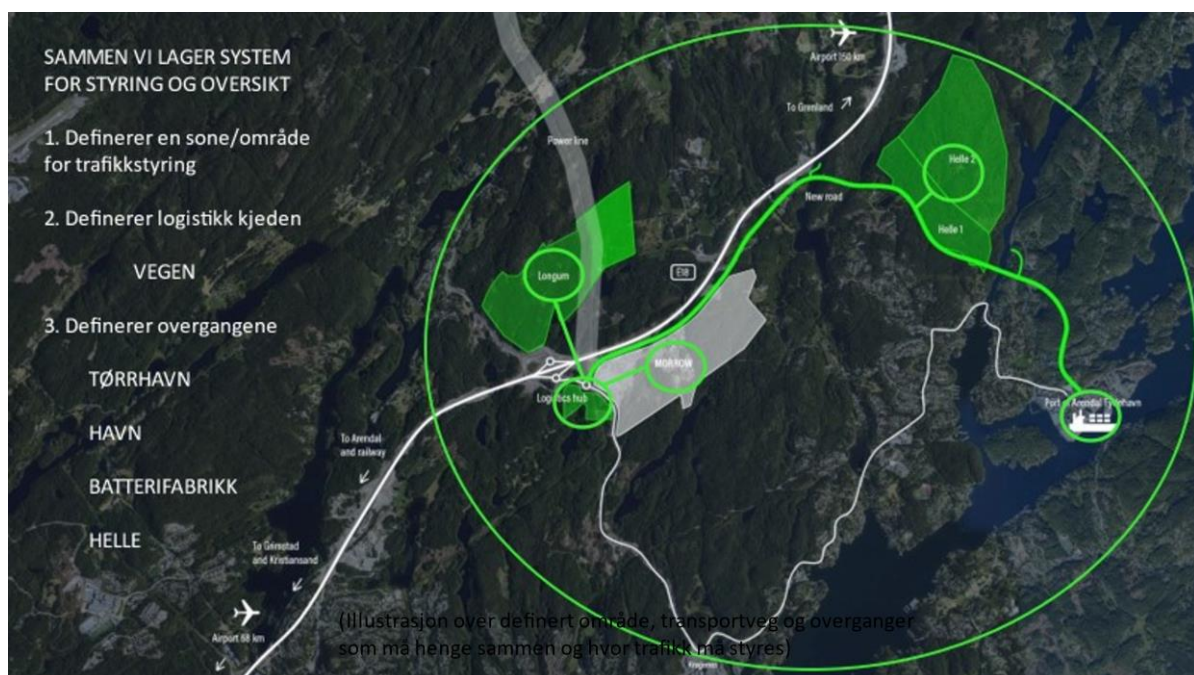 SAMMEN VI LAGER SYSTEM
FOR STYRING OG OVERSIKT
1. Definerer en sone/område
for trafikkstyring
2. Definerer logistikk kjeden
VEGEN
3. Definerer overgangene
TØRRHAVN
HAVN
BATTERIFABRIKK
HELLE
Airport 150 km
To Grenland
Power line
Helle 2
New road
Helle 1
Longum
E18
MORROW
Logistics hub
Port of Arendal Eydehavn
To Arendal
and railway
To Grimstad
and Kristiansand
Airport 68 km
(Illustrasjon over definert område, transportveg og overganger
som må henge sammen og hvor trafikk må styres)